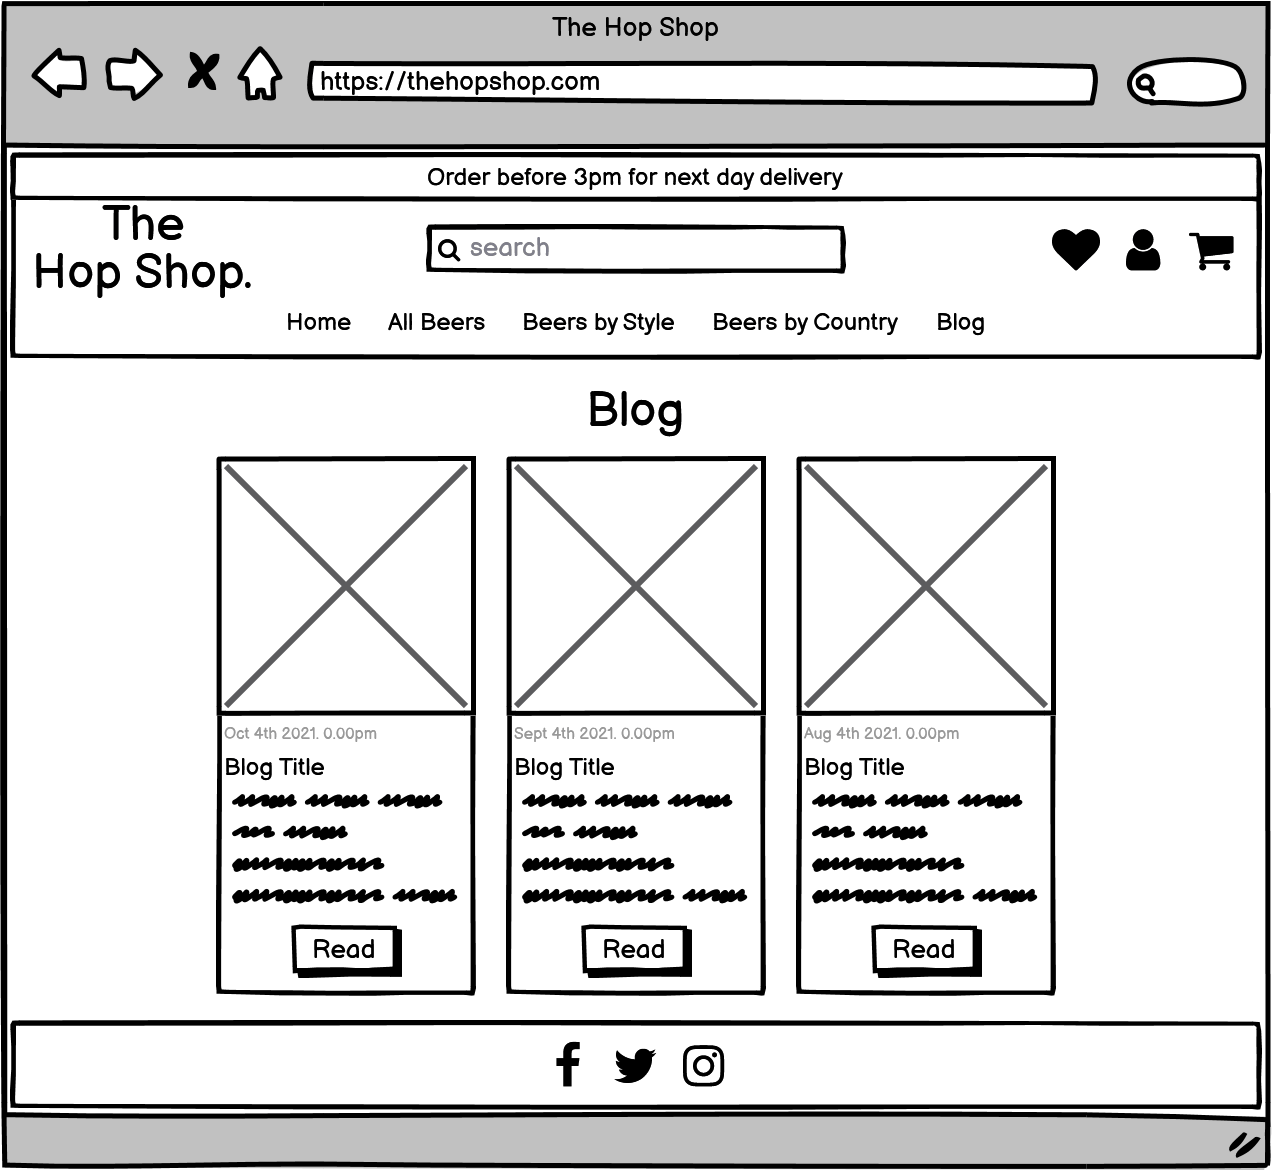 The Hop Shop
https://thehopshop.com
Order before 3pm for next day delivery
The
Hop Shop.
search
Home All Beers Beers by Style Beers by Country Blog
Blog
Oct 4th 2021. 0.00pm
Blog Title
Read
Sept 4th 2021. 0.00pm
Blog Title
Read
Aug 4th 2021. 0.00pm
Blog Title
Read